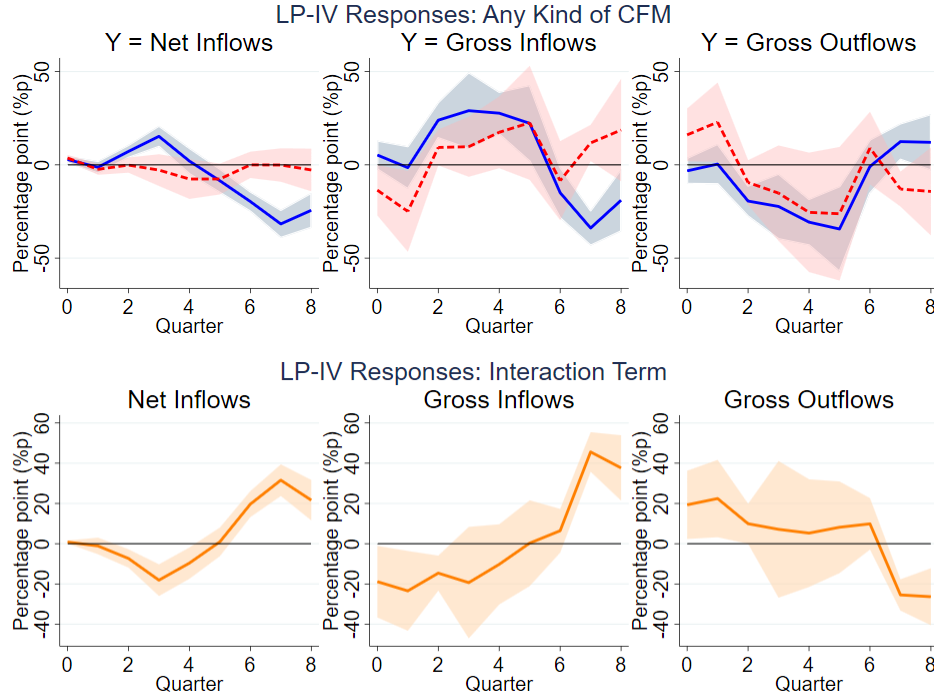 LP-IV Responses: Any Kind of CFM
Y = Net Inflows
Percentage point (%p)
50
0
-50
0 2 4 6 8
Quarter
Y = Gross Inflows
Percentage point (%p)
50
0
-50
0 2 4 6 8
Quarter
Y = Gross Outflows
Percentage point (%p)
50
0
-50
0 2 4 6 8
Quarter
LP-IV Responses: Interaction Term
Net Inflows
Percentage point (%p)
60
40
20
0
-20
-40
0 2 4 6 8
Quarter
Gross Inflows
Percentage point (%p)
60
40
20
0
-20
-40
0 2 4 6 8
Quarter
Gross Outflows
Percentage point (%p)
60
40
20
0
-20
-40
0 2 4 6 8
Quarter